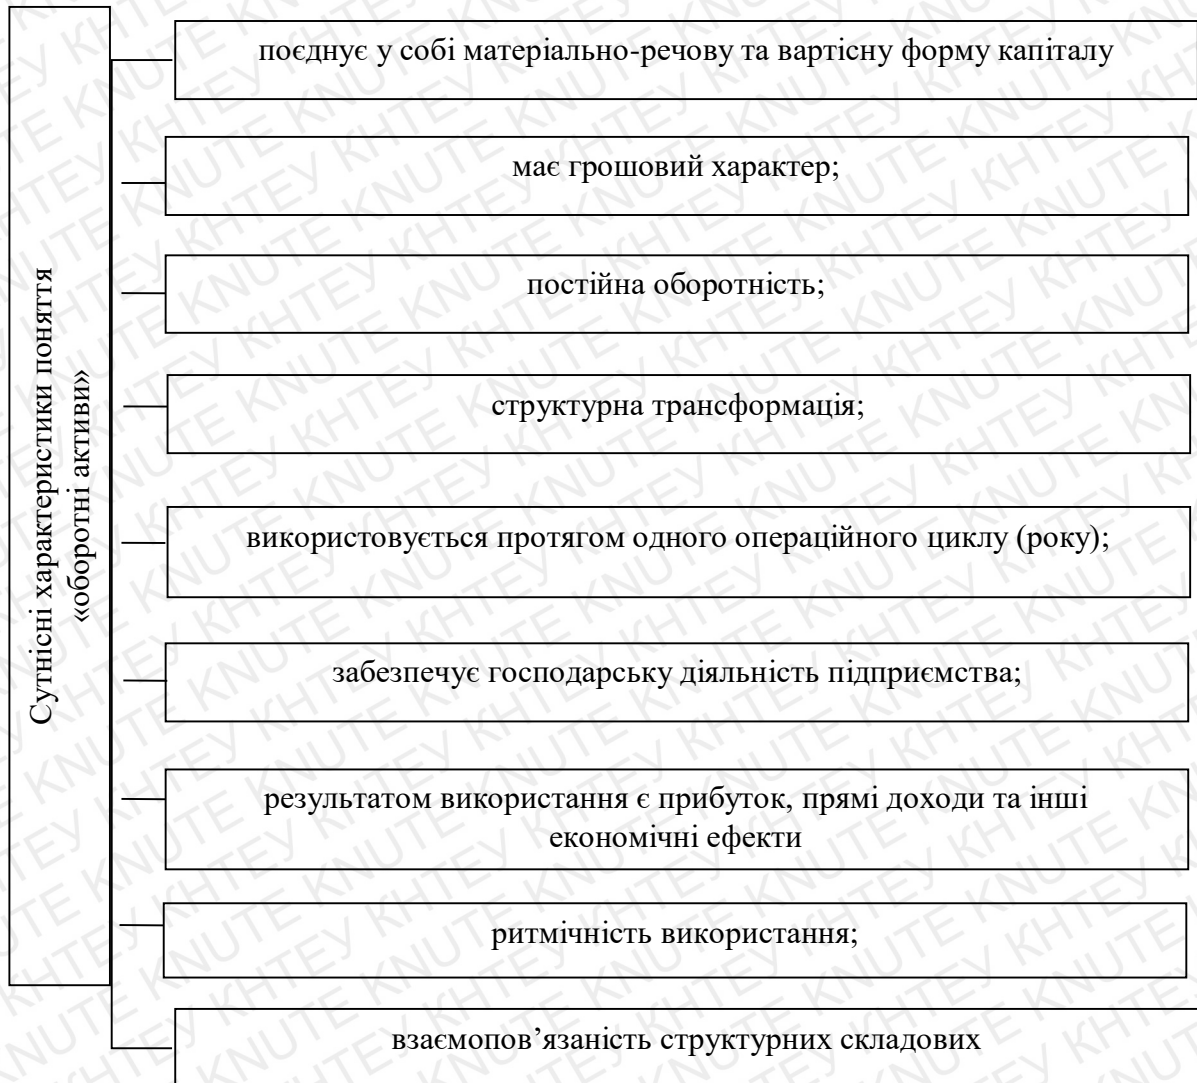 Сутнісні характеристики поняття
«оборотні активи»
поєднує у собі матеріально-речову та вартісну форму капіталу
має грошовий характер;
постійна оборотність;
структурна трансформація;
використовується протягом одного операційного циклу (року);
забезпечує господарську діяльність підприємства;
результатом використання є прибуток, прямі доходи та інші
економічні ефекти
ритмічність використання;
взаємопов’язаність структурних складових